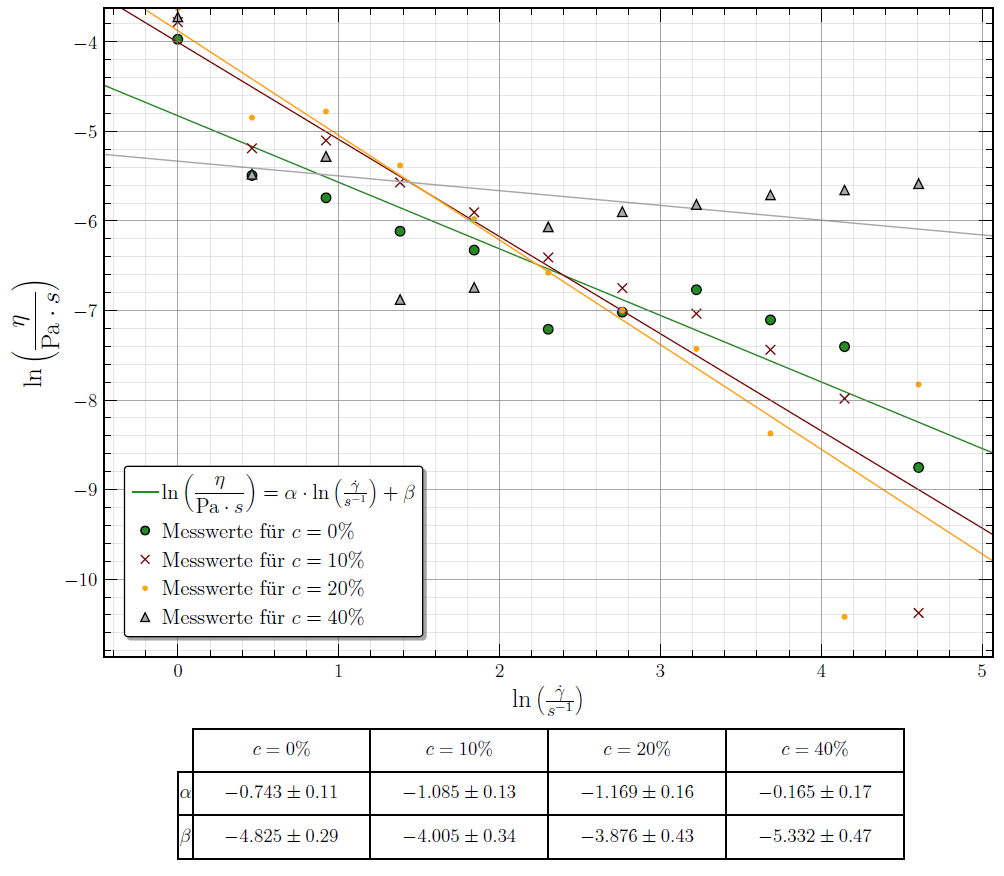 −4
−5
−6
−7
−8
−9
−10
ln (η / Pa · s)
ln (η / Pa · s) = α · ln (γ̇ / s⁻¹) + β
Messwerte für c = 0%
Messwerte für c = 10%
Messwerte für c = 20%
Messwerte für c = 40%
0 1 2 3 4 5
ln (γ̇ / s⁻¹)
c = 0% c = 10% c = 20% c = 40%
α −0.743 ± 0.11 −1.085 ± 0.13 −1.169 ± 0.16 −0.165 ± 0.17
β −4.825 ± 0.29 −4.005 ± 0.34 −3.876 ± 0.43 −5.332 ± 0.47